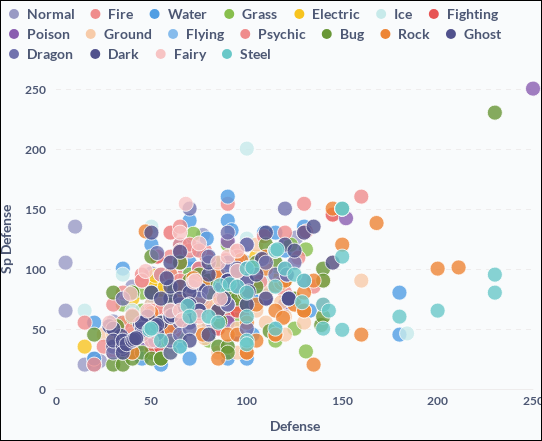 Normal Fire Water Grass Electric Ice Fighting
Poison Ground Flying Psychic Bug Rock Ghost
Dragon Dark Fairy Steel
250
200
150
100
50
0
Sp Defense
0 50 100 150 200 250
Defense